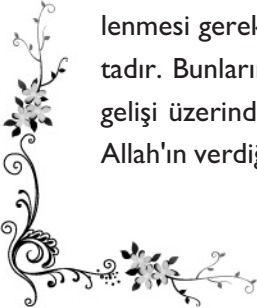 lenmesi gerek
tadır. Bunların
gelişi üzerind
Allah'ın verdiğ